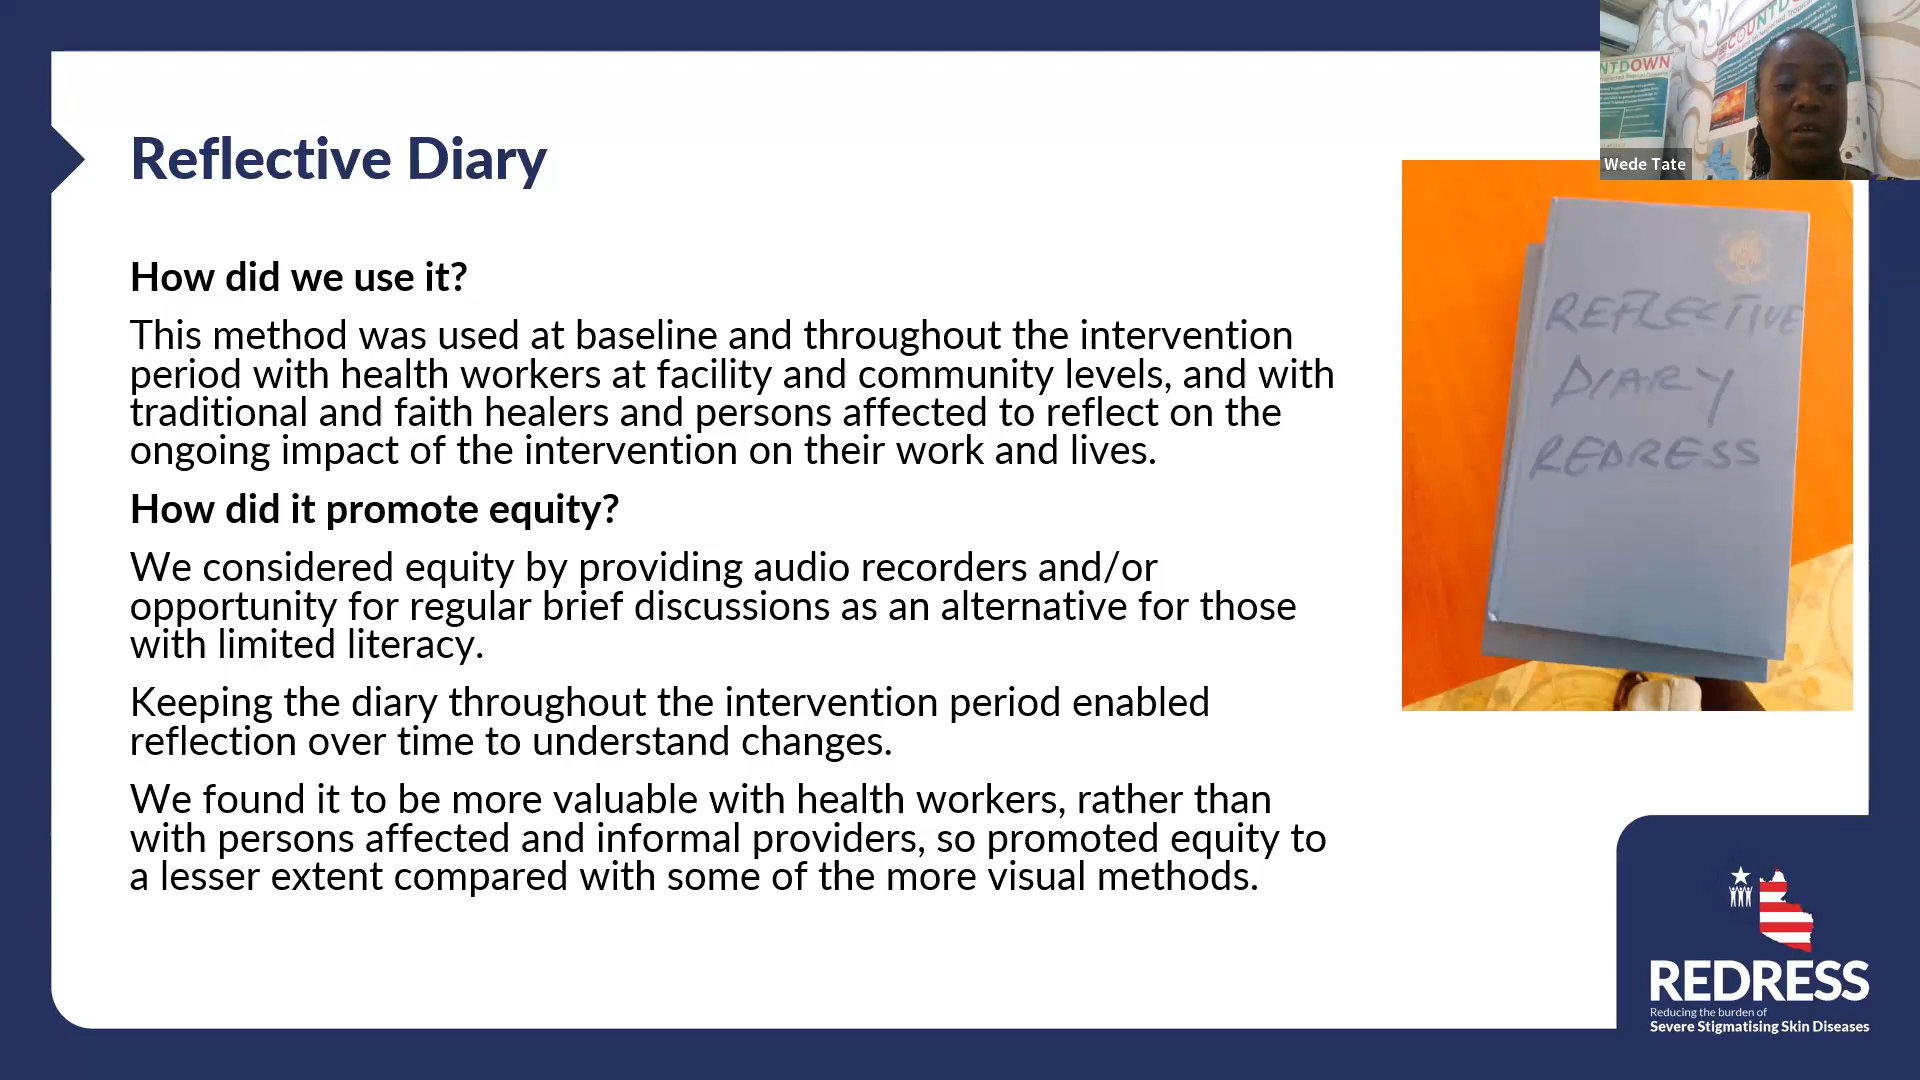 Reflective Diary
How did we use it?
This method was used at baseline and throughout the intervention
period with health workers at facility and community levels, and with
traditional and faith healers and persons affected to reflect on the
ongoing impact of the intervention on their work and lives.
How did it promote equity?
We considered equity by providing audio recorders and/or
opportunity for regular brief discussions as an alternative for those
with limited literacy.
Keeping the diary throughout the intervention period enabled
reflection over time to understand changes.
We found it to be more valuable with health workers, rather than
with persons affected and informal providers, so promoted equity to
a lesser extent compared with some of the more visual methods.
NTDOWN
COUNTDO
Wede Tate
REFLECTIVE
DIARY
REDRESS
REDRESS
Reducing the burden of
Severe Stigmatising Skin Diseases